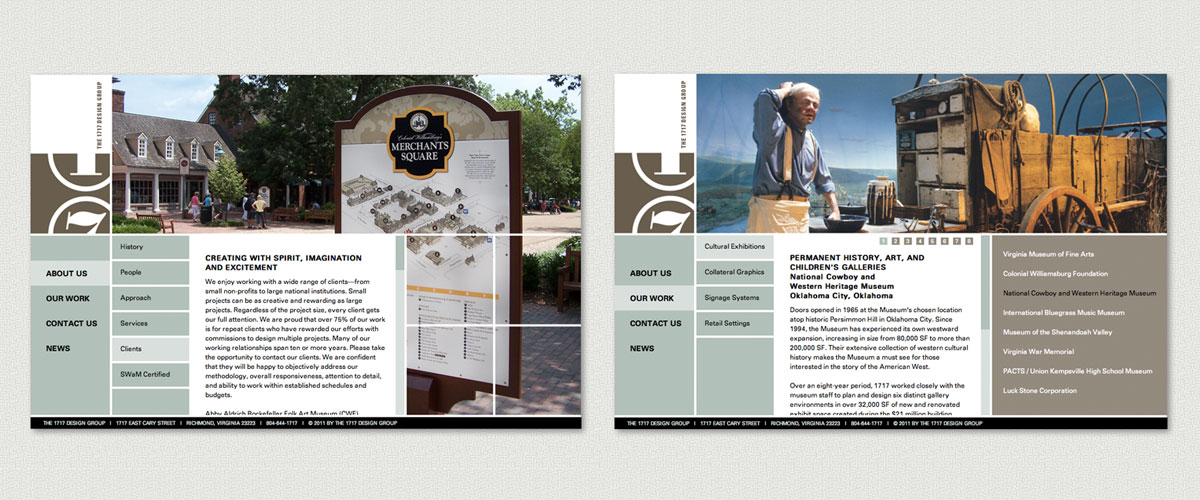 THE 1717 DESIGN GROUP
Colonial Williamsburg's
MERCHANTS
SQUARE
ABOUT US
OUR WORK
CONTACT US
NEWS
History
People
Approach
Services
Clients
SWaM Certified
CREATING WITH SPIRIT, IMAGINATION
AND EXCITEMENT
We enjoy working with a wide range of clients—from
small non-profits to large national institutions. Small
projects can be as creative and rewarding as large
projects. Regardless of the project size, every client gets
our full attention. We are proud that over 75% of our work
is for repeat clients who have rewarded our efforts with
commissions to design multiple projects. Many of our
working relationships span ten or more years. Please take
the opportunity to contact our clients. We are confident
that they will be happy to objectively address our
methodology, overall responsiveness, attention to detail,
and ability to work within established schedules and
budgets.
Abby Aldrich Rockefeller Folk Art Museum (CWF)
THE 1717 DESIGN GROUP I 1717 EAST CARY STREET I RICHMOND, VIRGINIA 23223 I 804-644-1717 I © 2011 BY THE 1717 DESIGN GROUP
THE 1717 DESIGN GROUP
ABOUT US
OUR WORK
CONTACT US
NEWS
Cultural Exhibitions
Collateral Graphics
Signage Systems
Retail Settings
1 2 3 4 5 6 7 8
PERMANENT HISTORY, ART, AND
CHILDREN'S GALLERIES
National Cowboy and
Western Heritage Museum
Oklahoma City, Oklahoma
Doors opened in 1965 at the Museum's chosen location
atop historic Persimmon Hill in Oklahoma City. Since
1994, the Museum has experienced its own westward
expansion, increasing in size from 80,000 SF to more than
200,000 SF. Their extensive collection of western cultural
history makes the Museum a must see for those
interested in the story of the American West.
Over an eight-year period, 1717 worked closely with the
museum staff to plan and design six distinct gallery
environments in over 32,000 SF of new and renovated
exhibit space created during the $21 million building
Virginia Museum of Fine Arts
Colonial Williamsburg Foundation
National Cowboy and Western Heritage Museum
International Bluegrass Music Museum
Museum of the Shenandoah Valley
Virginia War Memorial
PACTS / Union Kempsville High School Museum
Luck Stone Corporation
THE 1717 DESIGN GROUP I 1717 EAST CARY STREET I RICHMOND, VIRGINIA 23223 I 804-644-1717 I © 2011 BY THE 1717 DESIGN GROUP